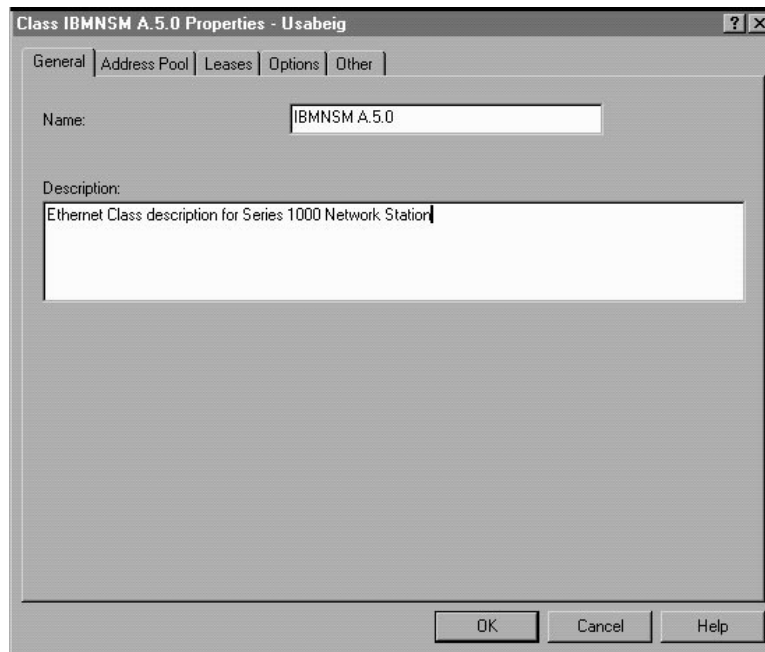 Class IBMNSM A.5.0 Properties - Usabeig
General Address Pool Leases Options Other
Name: IBMNSM A.5.0
Description:
Ethernet Class description for Series 1000 Network Station
OK Cancel Help